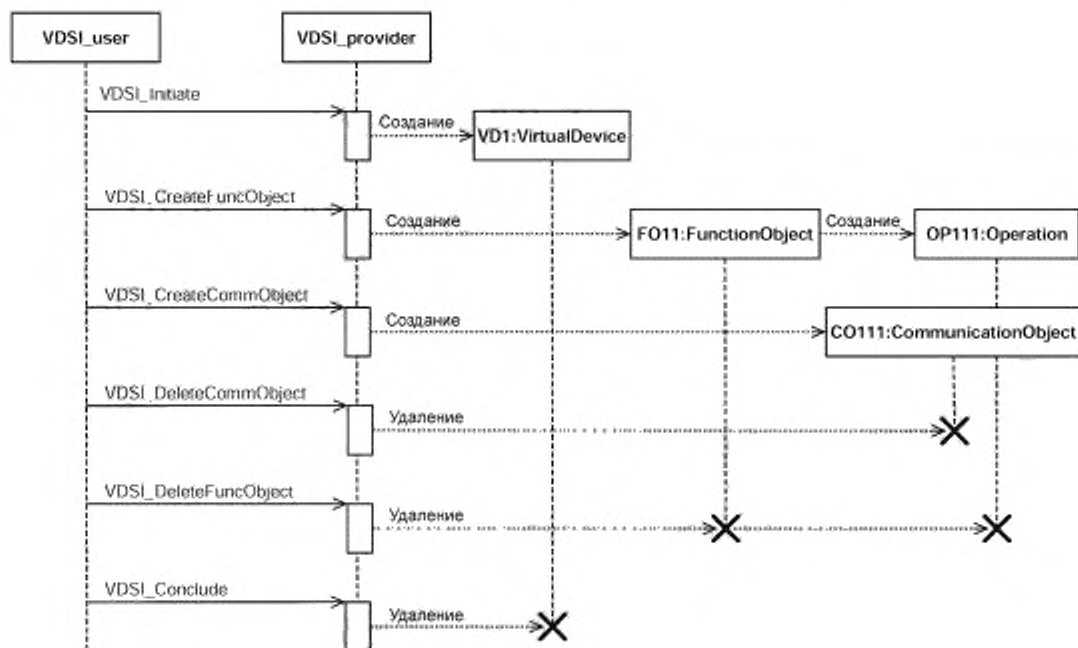 VDSI_user
VDSI_provider
VDSI_Initiate
Создание
VD1:VirtualDevice
VDSI_CreateFuncObject
Создание
FO11:FunctionObject
Создание
OP111:Operation
VDSI_CreateCommObject
Создание
CO111:CommunicationObject
VDSI_DeleteCommObject
Удаление
VDSI_DeleteFuncObject
Удаление
VDSI_Conclude
Удаление